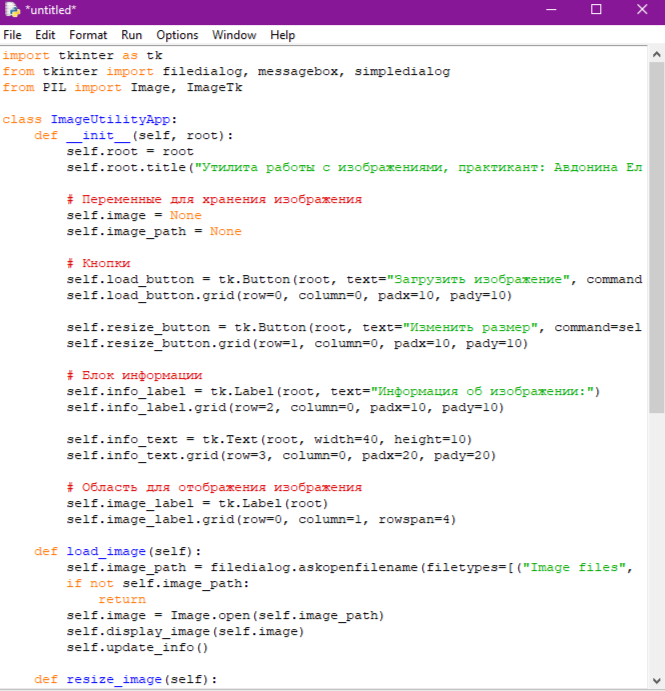 *untitled*
File Edit Format Run Options Window Help
import tkinter as tk
from tkinter import filedialog, messagebox, simpledialog
from PIL import Image, ImageTk
class ImageUtilityApp:
    def __init__(self, root):
        self.root = root
        self.root.title("Утилита работы с изображениями, практикант: Авдонина Ел
        # Переменные для хранения изображения
        self.image = None
        self.image_path = None
        # Кнопки
        self.load_button = tk.Button(root, text="Загрузить изображение", command
        self.load_button.grid(row=0, column=0, padx=10, pady=10)
        self.resize_button = tk.Button(root, text="Изменить размер", command=sel
        self.resize_button.grid(row=1, column=0, padx=10, pady=10)
        # Блок информации
        self.info_label = tk.Label(root, text="Информация об изображении:")
        self.info_label.grid(row=2, column=0, padx=10, pady=10)
        self.info_text = tk.Text(root, width=40, height=10)
        self.info_text.grid(row=3, column=0, padx=20, pady=20)
        # Область для отображения изображения
        self.image_label = tk.Label(root)
        self.image_label.grid(row=0, column=1, rowspan=4)
    def load_image(self):
        self.image_path = filedialog.askopenfilename(filetypes=[("Image files",
        if not self.image_path:
            return
        self.image = Image.open(self.image_path)
        self.display_image(self.image)
        self.update_info()
    def resize_image(self):